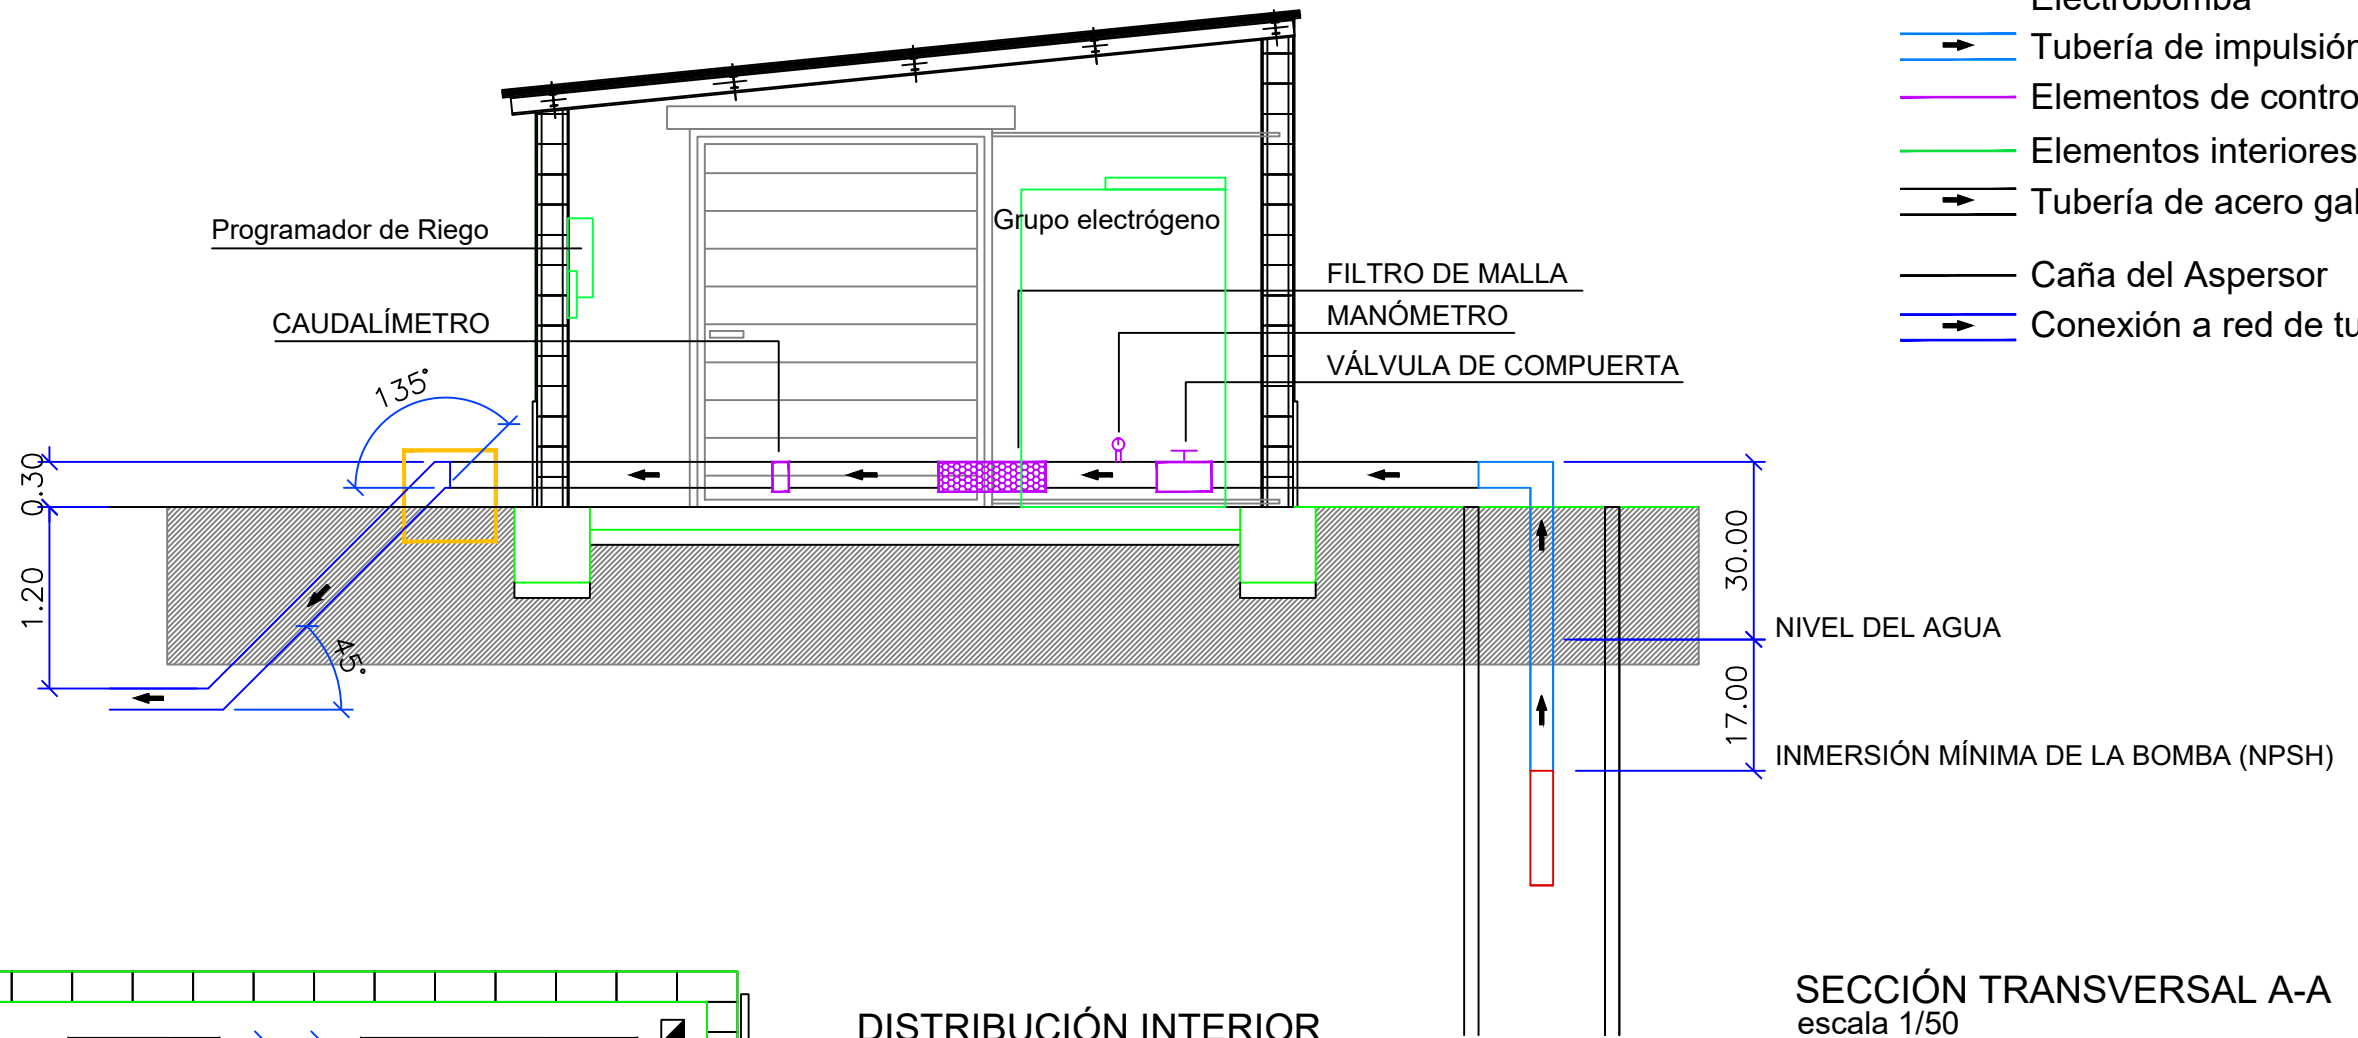 Electrobomba
Tubería de impulsión
Elementos de contro
Elementos interiores
Tubería de acero gal
Caña del Aspersor
Conexión a red de tu
Programador de Riego
Grupo electrógeno
FILTRO DE MALLA
CAUDALÍMETRO
MANÓMETRO
VÁLVULA DE COMPUERTA
135°
0.30
1.20
45°
30.00
NIVEL DEL AGUA
17.00
INMERSIÓN MÍNIMA DE LA BOMBA (NPSH)
SECCIÓN TRANSVERSAL A-A
escala 1/50
DISTRIBUCIÓN INTERIOR